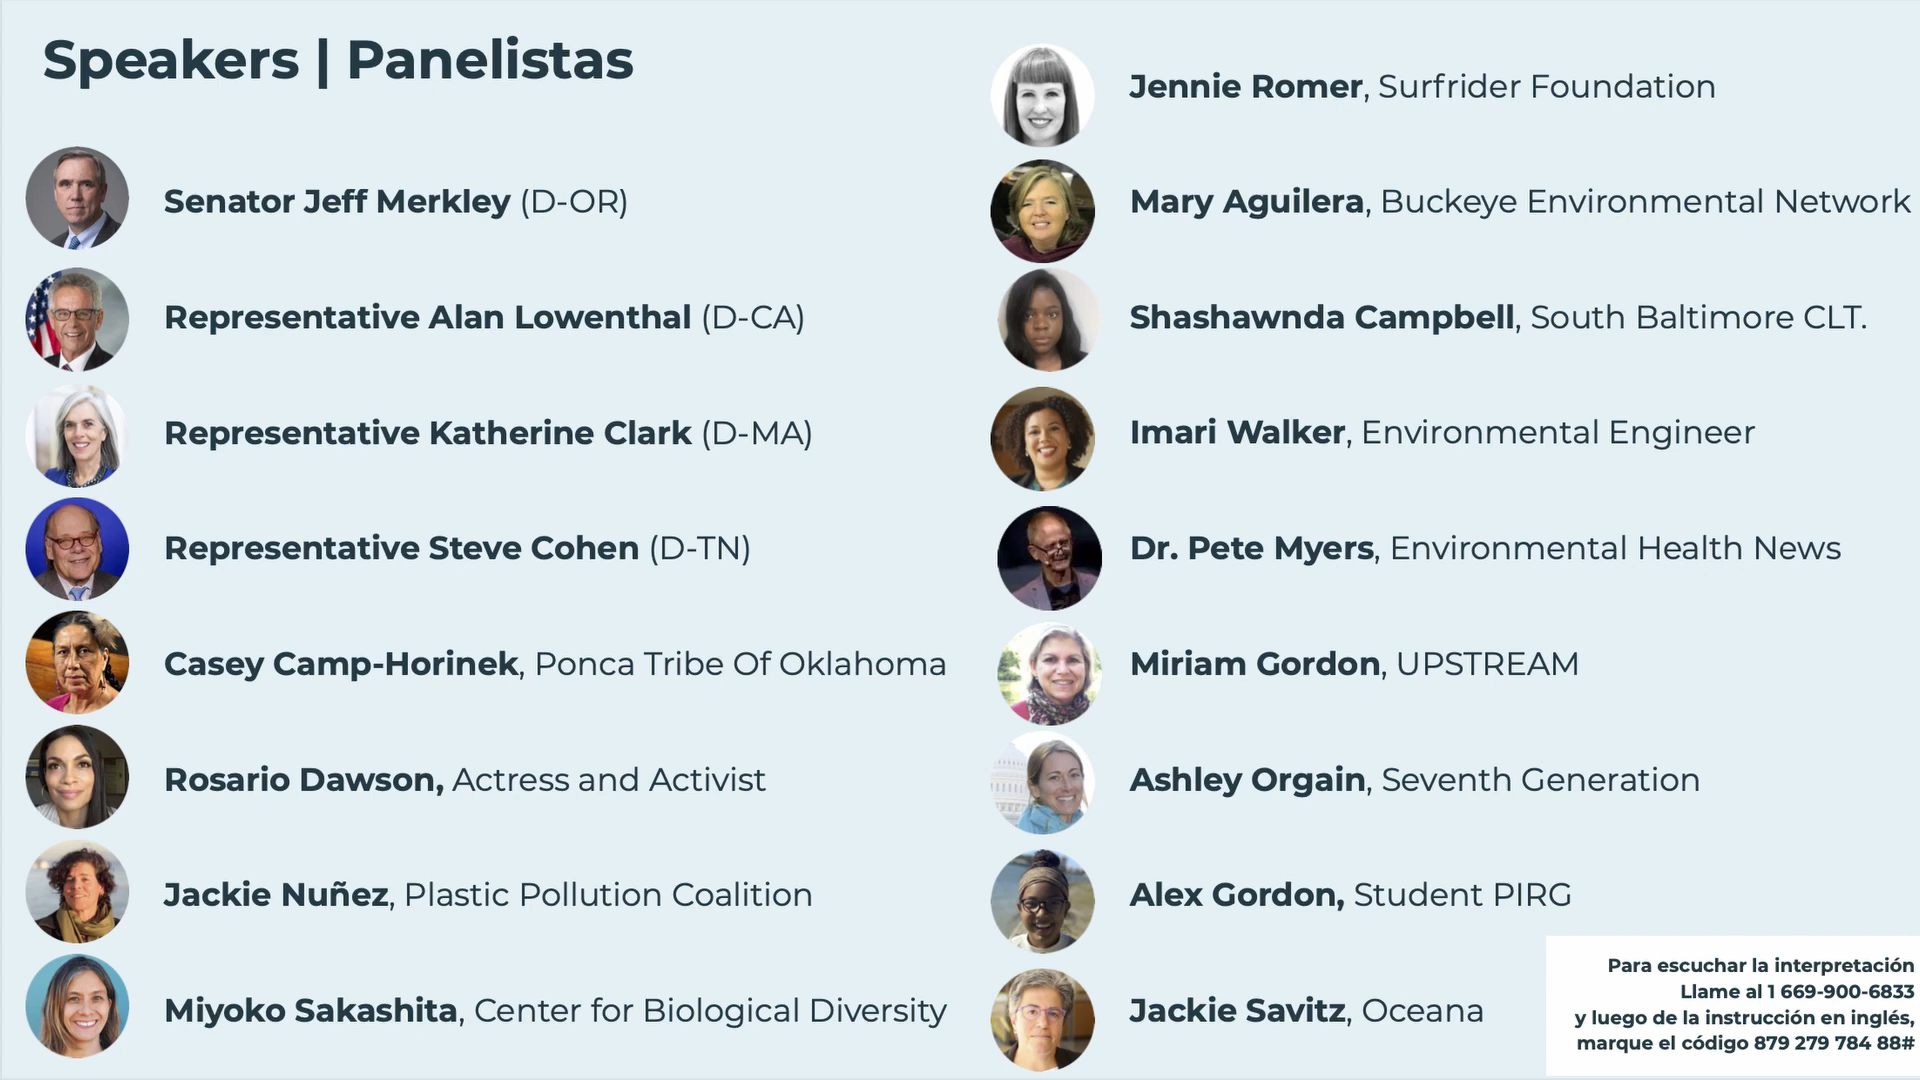 Speakers | Panelistas
Senator Jeff Merkley (D-OR)
Representative Alan Lowenthal (D-CA)
Representative Katherine Clark (D-MA)
Representative Steve Cohen (D-TN)
Casey Camp-Horinek, Ponca Tribe Of Oklahoma
Rosario Dawson, Actress and Activist
Jackie Nuñez, Plastic Pollution Coalition
Miyoko Sakashita, Center for Biological Diversity
Jennie Romer, Surfrider Foundation
Mary Aguilera, Buckeye Environmental Network
Shashawnda Campbell, South Baltimore CLT.
Imari Walker, Environmental Engineer
Dr. Pete Myers, Environmental Health News
Miriam Gordon, UPSTREAM
Ashley Orgain, Seventh Generation
Alex Gordon, Student PIRG
Jackie Savitz, Oceana
Para escuchar la interpretación
Llame al 1 669-900-6833
y luego de la instrucción en inglés,
marque el código 879 279 784 88#